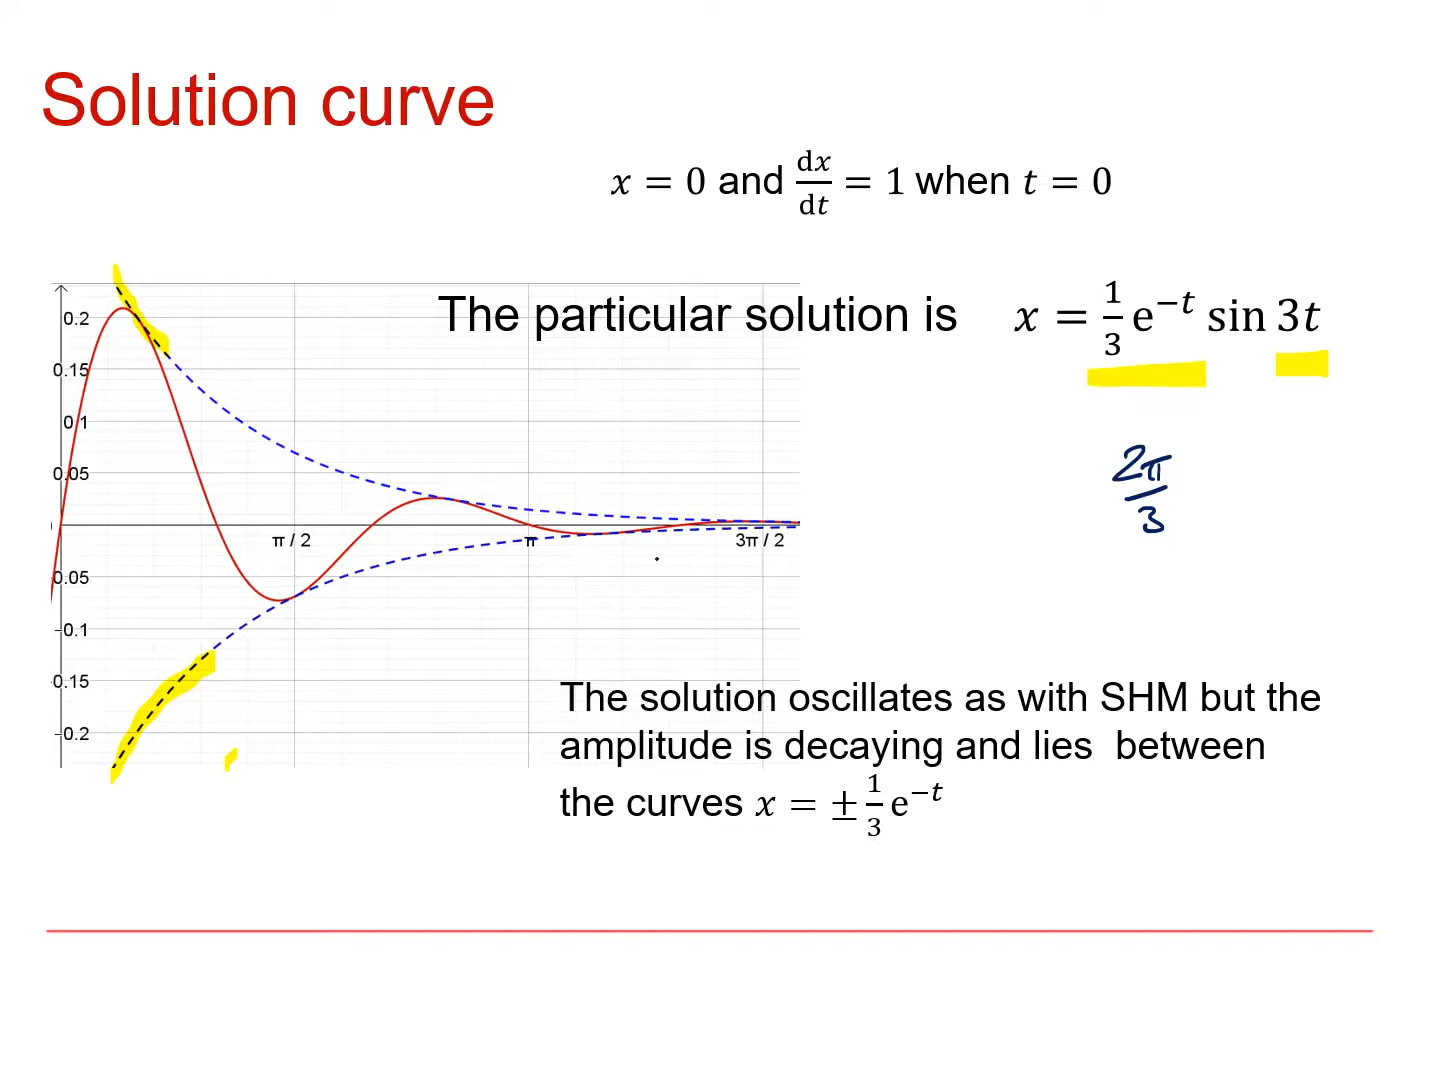 Solution curve
x = 0 and dx/dt = 1 when t = 0
The particular solution is x = 1/3 e^−t sin 3t
0.2
0.15
0.1
0.05
π / 2
π
3π / 2
0.05
−0.1
0.15
−0.2
2π/3
The solution oscillates as with SHM but the
amplitude is decaying and lies between
the curves x = ± 1/3 e^−t